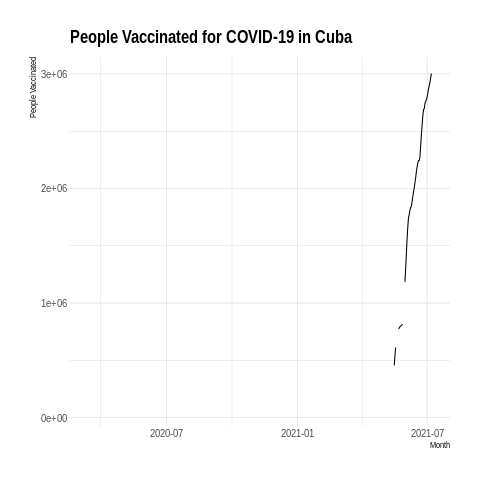 People Vaccinated for COVID-19 in Cuba
People Vaccinated
3e+06
2e+06
1e+06
0e+00
2020-07
2021-01
2021-07
Month